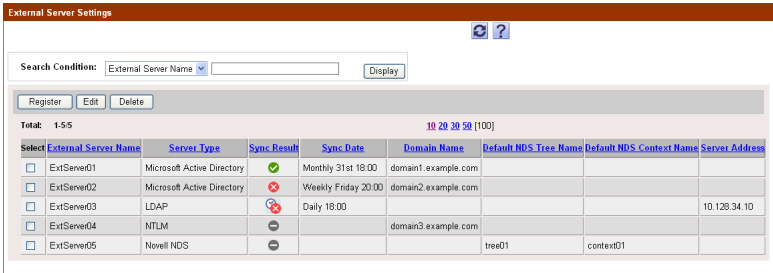 External Server Settings
?
Search Condition: External Server Name Display
Register Edit Delete
Total: 1-5/5 10 20 30 50 [100]
Select External Server Name Server Type Sync Result Sync Date Domain Name Default NDS Tree Name Default NDS Context Name Server Address
ExtServer01 Microsoft Active Directory Monthly 31st 18:00 domain1.example.com
ExtServer02 Microsoft Active Directory Weekly Friday 20:00 domain2.example.com
ExtServer03 LDAP Daily 18:00 10.128.34.10
ExtServer04 NTLM domain3.example.com
ExtServer05 Novell NDS tree01 context01